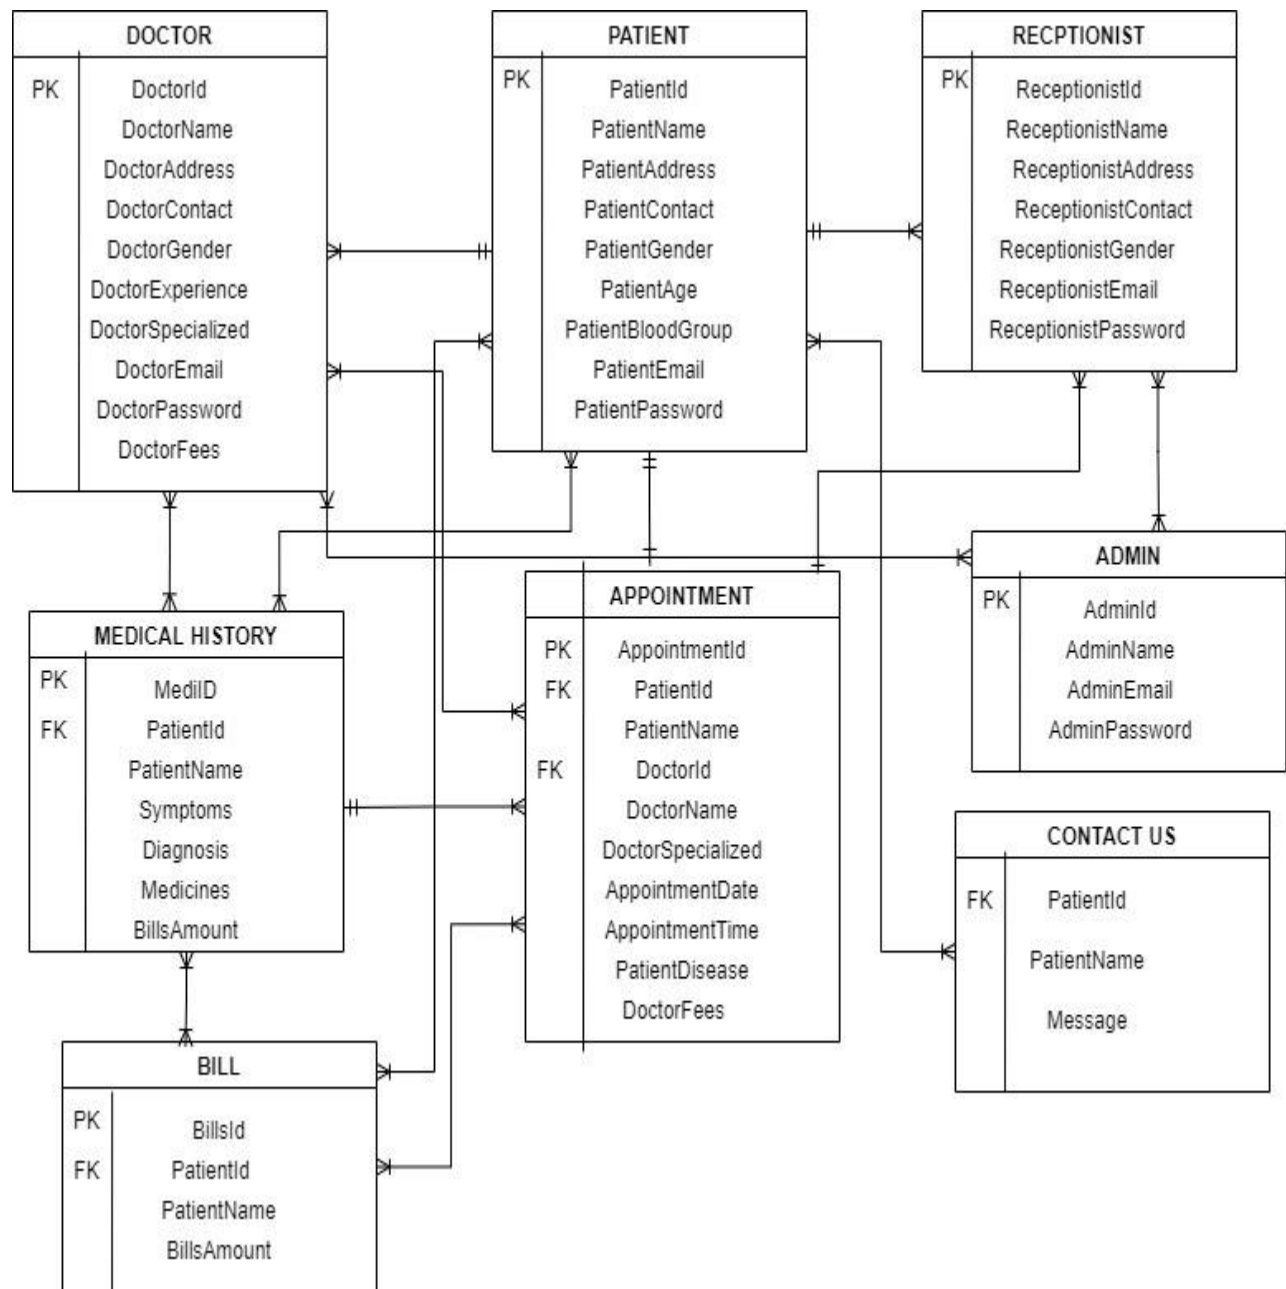 DOCTOR
PK DoctorId
DoctorName
DoctorAddress
DoctorContact
DoctorGender
DoctorExperience
DoctorSpecialized
DoctorEmail
DoctorPassword
DoctorFees
PATIENT
PK PatientId
PatientName
PatientAddress
PatientContact
PatientGender
PatientAge
PatientBloodGroup
PatientEmail
PatientPassword
RECPTIONIST
PK ReceptionistId
ReceptionistName
ReceptionistAddress
ReceptionistContact
ReceptionistGender
ReceptionistEmail
ReceptionistPassword
MEDICAL HISTORY
PK MediID
FK PatientId
PatientName
Symptoms
Diagnosis
Medicines
BillsAmount
APPOINTMENT
PK AppointmentId
FK PatientId
PatientName
FK DoctorId
DoctorName
DoctorSpecialized
AppointmentDate
AppointmentTime
PatientDisease
DoctorFees
ADMIN
PK AdminId
AdminName
AdminEmail
AdminPassword
CONTACT US
FK PatientId
PatientName
Message
BILL
PK BillsId
FK PatientId
PatientName
BillsAmount